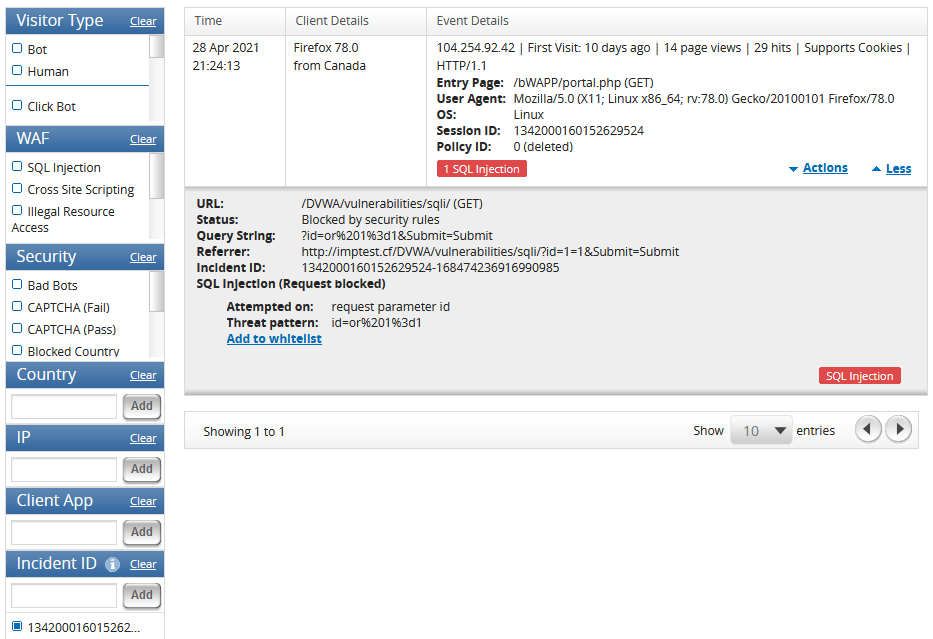 Visitor Type Clear
Bot
Human
Click Bot
WAF Clear
SQL Injection
Cross Site Scripting
Illegal Resource
Access
Security Clear
Bad Bots
CAPTCHA (Fail)
CAPTCHA (Pass)
Blocked Country
Country Clear
Add
IP Clear
Add
Client App Clear
Add
Incident ID i Clear
Add
134200016015262...
Time Client Details Event Details
28 Apr 2021
21:24:13
Firefox 78.0
from Canada
104.254.92.42 | First Visit: 10 days ago | 14 page views | 29 hits | Supports Cookies |
HTTP/1.1
Entry Page: /bWAPP/portal.php (GET)
User Agent: Mozilla/5.0 (X11; Linux x86_64; rv:78.0) Gecko/20100101 Firefox/78.0
OS: Linux
Session ID: 1342000160152629524
Policy ID: 0 (deleted)
1 SQL Injection Actions Less
URL: /DVWA/vulnerabilities/sqli/ (GET)
Status: Blocked by security rules
Query String: ?id=or%201%3d1&Submit=Submit
Referrer: http://imptest.cf/DVWA/vulnerabilities/sqli/?id=1=1&Submit=Submit
Incident ID: 1342000160152629524-168474236916990985
SQL Injection (Request blocked)
Attempted on: request parameter id
Threat pattern: id=or%201%3d1
Add to whitelist
SQL Injection
Showing 1 to 1 Show 10 entries